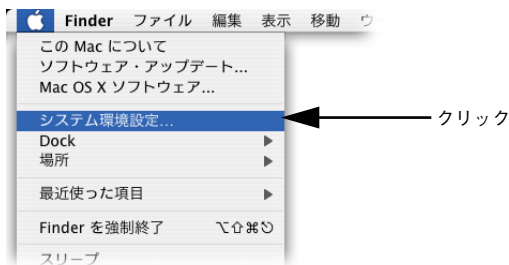 Finder ファイル 編集 表示 移動 ウ
この Mac について
ソフトウェア・アップデート...
Mac OS X ソフトウェア...
システム環境設定... クリック
Dock
場所
最近使った項目
Finder を強制終了 ⌥⇧⌘⎋
スリープ